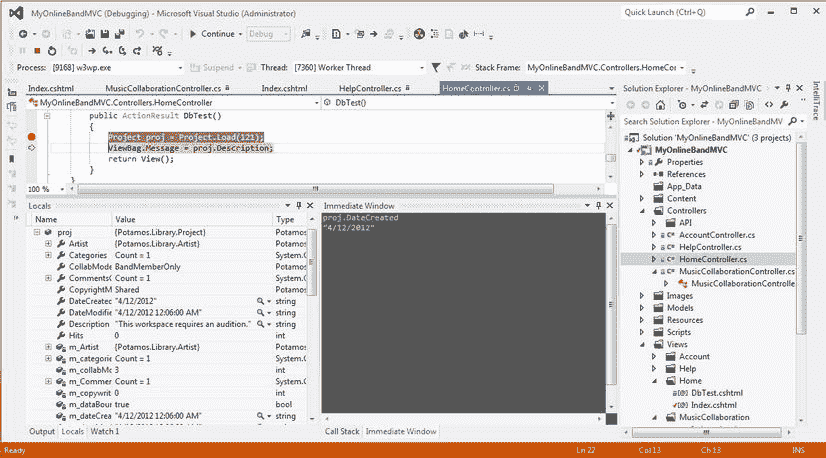 MyOnlineBandMVC (Debugging) - Microsoft Visual Studio (Administrator)
Quick Launch (Ctrl+Q)
Continue
Debug
Process: [9168] w3wp.exe
Suspend
Thread: [7360] Worker Thread
Stack Frame: MyOnlineBandMVC.Controllers.HomeCor
Index.cshtml
MusicCollaborationController.cs
Index.cshtml
HelpController.cs
HomeController.cs
MyOnlineBandMVC.Controllers.HomeController
DbTest()
public ActionResult DbTest()
{
Project proj = Project.Load(121);
ViewBag.Message = proj.Description;
return View();
}
}
100 %
Locals
Name Value Type
proj {Potamos.Library.Project} Potamos
Artist {Potamos.Library.Artist} Potamos
Categories Count = 1 System.C
CollabMode BandMemberOnly Potamos
CommentsC Count = 1 System.C
CopyrightM Shared Potamos
DateCreated "4/12/2012" string
DateModifie "4/12/2012 12:06:00 AM" string
Description "This workspace requires an audition." string
Hits 0 int
m_Artist {Potamos.Library.Artist} Potamos
m_categorie Count = 1 System.C
m_collabMo 3 int
m_Commer Count = 1 System.C
m_copywrit 0 int
m_dataBour true bool
m_dateCrea "4/12/2012 12:06:00 AM" string
Output
Locals
Watch 1
Immediate Window
proj.DateCreated
"4/12/2012"
Call Stack
Immediate Window
Solution Explorer - MyOnlineBandMVC
Search Solution Explorer - MyOnlineBandMV
Solution 'MyOnlineBandMVC' (3 projects)
MyOnlineBandMVC
Properties
References
App_Data
Content
Controllers
API
AccountController.cs
HelpController.cs
HomeController.cs
MusicCollaborationController.cs
MusicCollaborationControlle
Images
Models
Resources
Scripts
Views
Account
Help
Home
DbTest.cshtml
Index.cshtml
MusicCollaboration
IntelliTrace
Ready
Ln 22
Col 13
Ch 13
INS